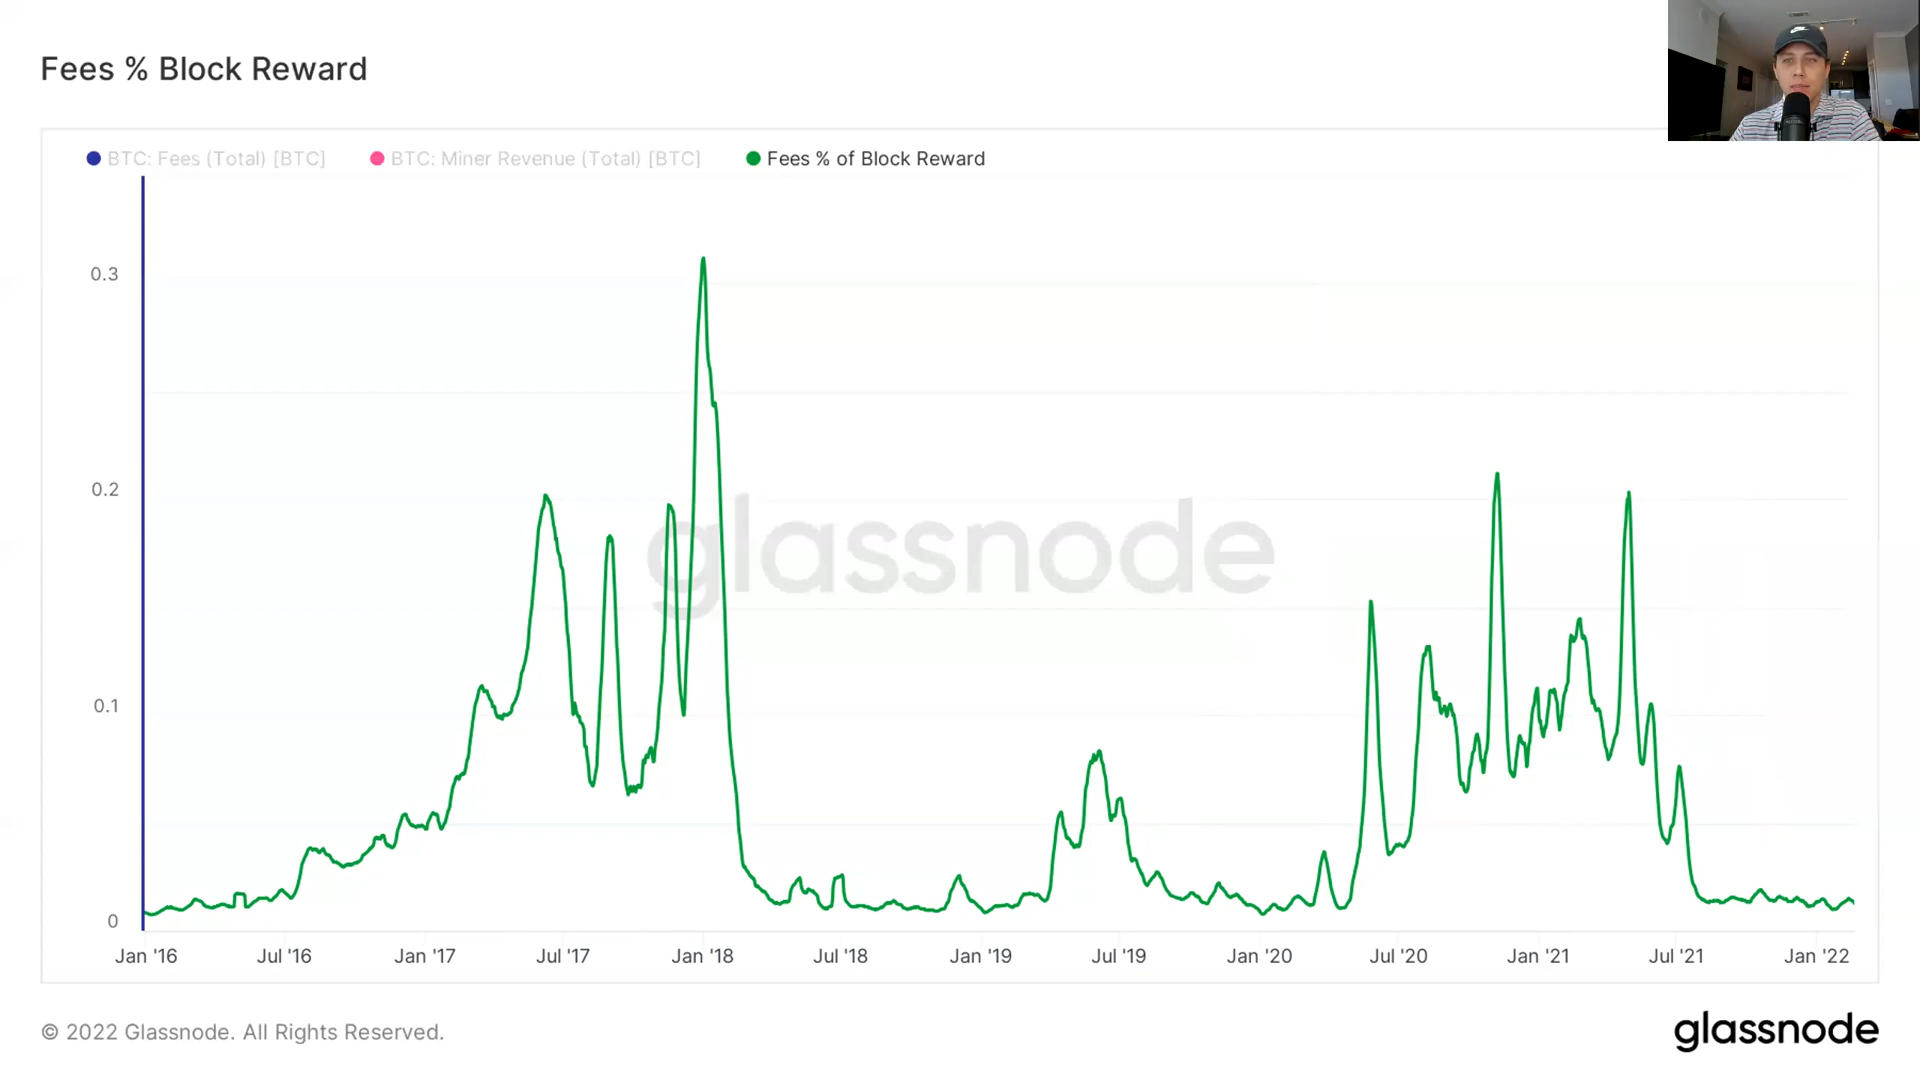 Fees % Block Reward
BTC: Fees (Total) [BTC] BTC: Miner Revenue (Total) [BTC] Fees % of Block Reward
0.3
0.2
0.1
0
glassnode
Jan '16 Jul '16 Jan '17 Jul '17 Jan '18 Jul '18 Jan '19 Jul '19 Jan '20 Jul '20 Jan '21 Jul '21 Jan '22
© 2022 Glassnode. All Rights Reserved.
glassnode